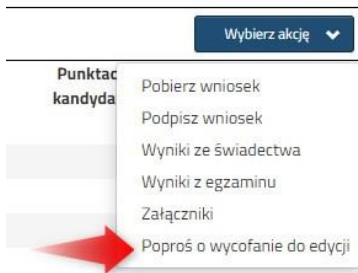 Wybierz akcję
Punktac
kandyda
Pobierz wniosek
Podpisz wniosek
Wyniki ze świadectwa
Wyniki z egzaminu
Załączniki
Poproś o wycofanie do edycji